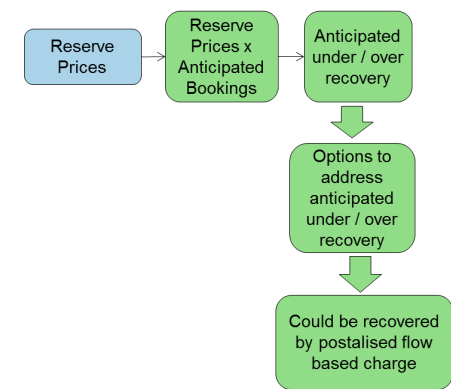 Reserve
Prices
Reserve
Prices x
Anticipated
Bookings
Anticipated
under / over
recovery
Options to
address
anticipated
under / over
recovery
Could be recovered
by postalised flow
based charge